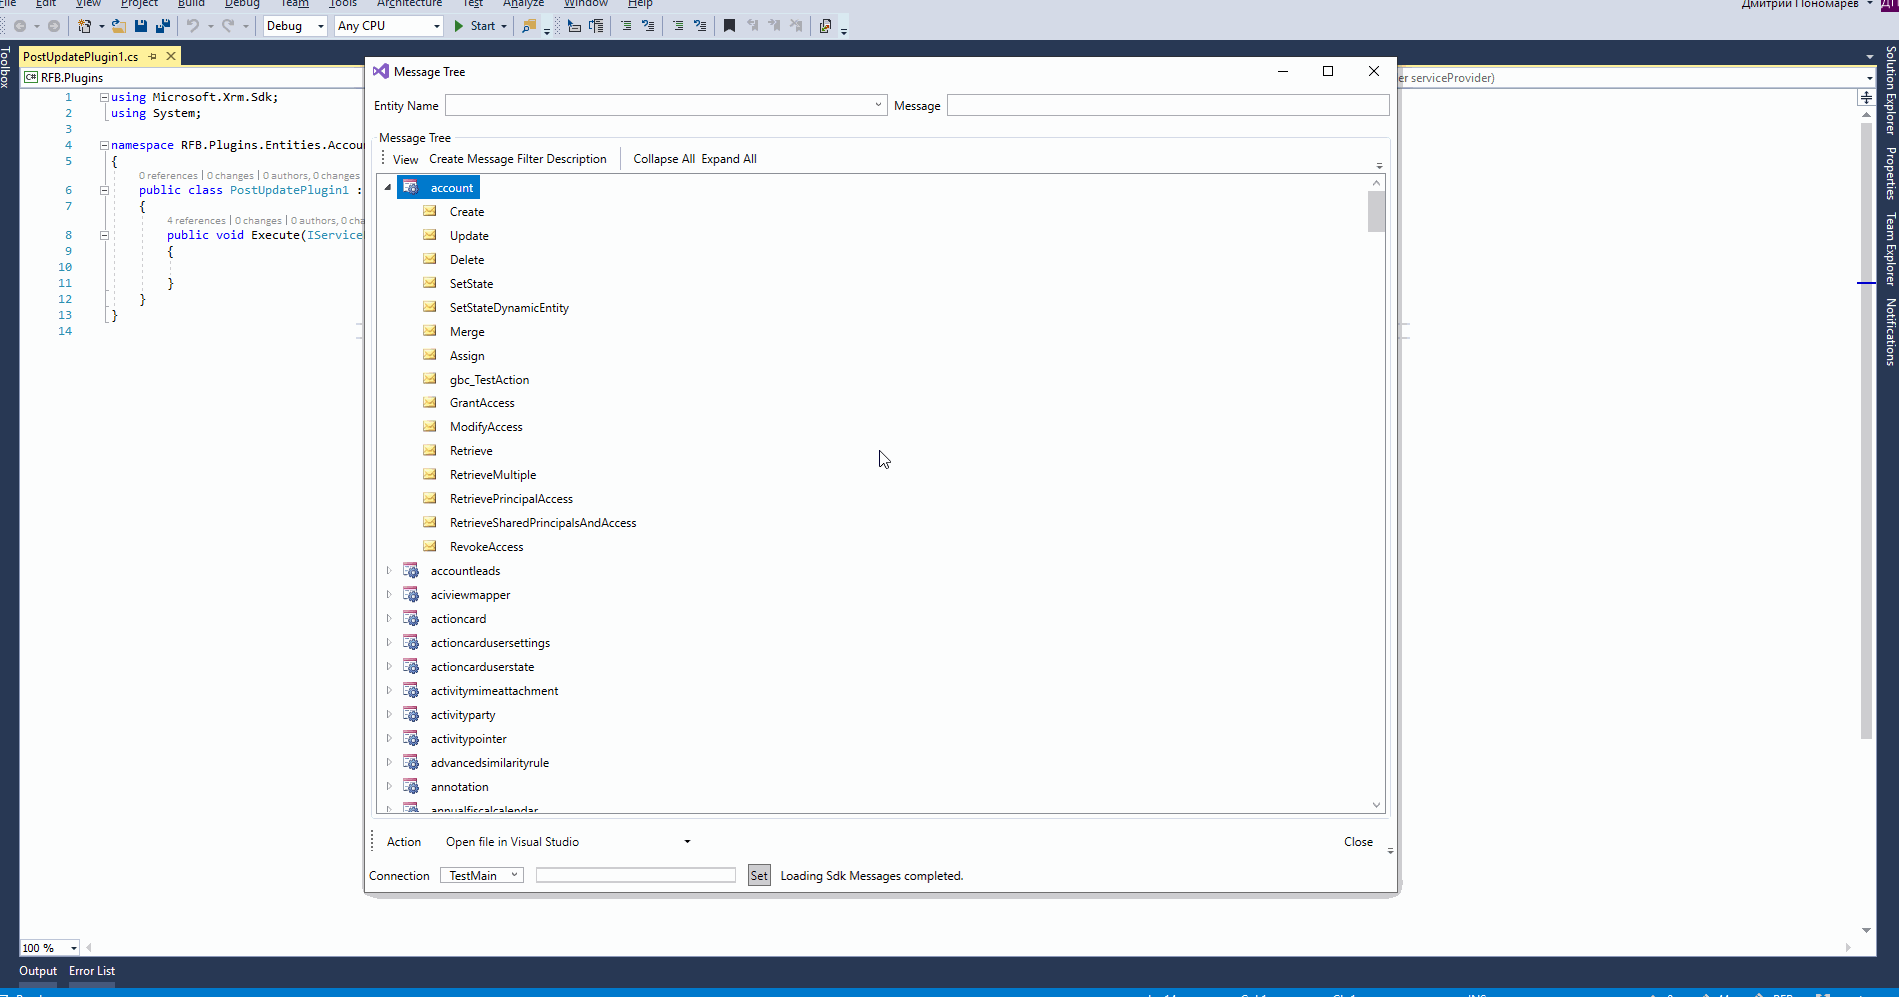 File Edit View Project Build Debug Team Tools Architecture Test Analyze Window Help Дмитрий Пономарев
Debug Any CPU Start
Toolbox
PostUpdatePlugin1.cs
RFB.Plugins
er serviceProvider)
1 using Microsoft.Xrm.Sdk;
2 using System;
3
4 namespace RFB.Plugins.Entities.Accou
5 {
0 references | 0 changes | 0 authors, 0 changes
6 public class PostUpdatePlugin1 :
7 {
4 references | 0 changes | 0 authors, 0 cha
8 public void Execute(IService
9 {
10
11 }
12 }
13 }
14
Message Tree
Entity Name Message
Message Tree
View Create Message Filter Description Collapse All Expand All
account
Create
Update
Delete
SetState
SetStateDynamicEntity
Merge
Assign
gbc_TestAction
GrantAccess
ModifyAccess
Retrieve
RetrieveMultiple
RetrievePrincipalAccess
RetrieveSharedPrincipalsAndAccess
RevokeAccess
accountleads
aciviewmapper
actioncard
actioncardusersettings
actioncarduserstate
activitymimeattachment
activityparty
activitypointer
advancedsimilarityrule
annotation
annualfiscalcalendar
Action Open file in Visual Studio Close
Connection TestMain Set Loading Sdk Messages completed.
Solution Explorer
Properties
Team Explorer
Notifications
100 %
Output Error List